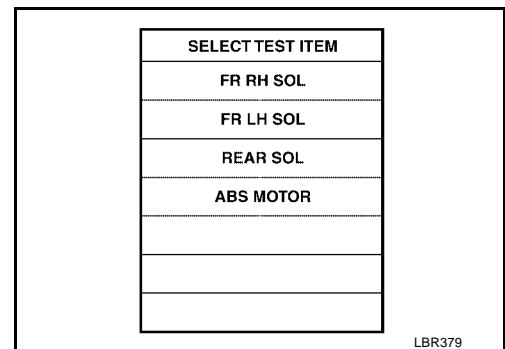 SELECT TEST ITEM
FR RH SOL
FR LH SOL
REAR SOL
ABS MOTOR
LBR379